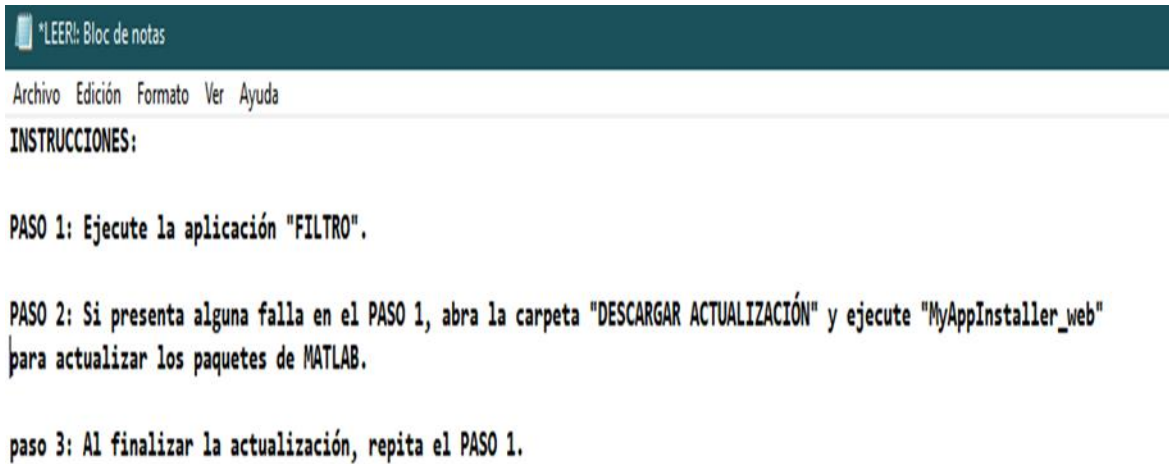 *LEER!: Bloc de notas
Archivo Edición Formato Ver Ayuda
INSTRUCCIONES:
PASO 1: Ejecute la aplicación "FILTRO".
PASO 2: Si presenta alguna falla en el PASO 1, abra la carpeta "DESCARGAR ACTUALIZACIÓN" y ejecute "MyAppInstaller_web"
para actualizar los paquetes de MATLAB.
paso 3: Al finalizar la actualización, repita el PASO 1.